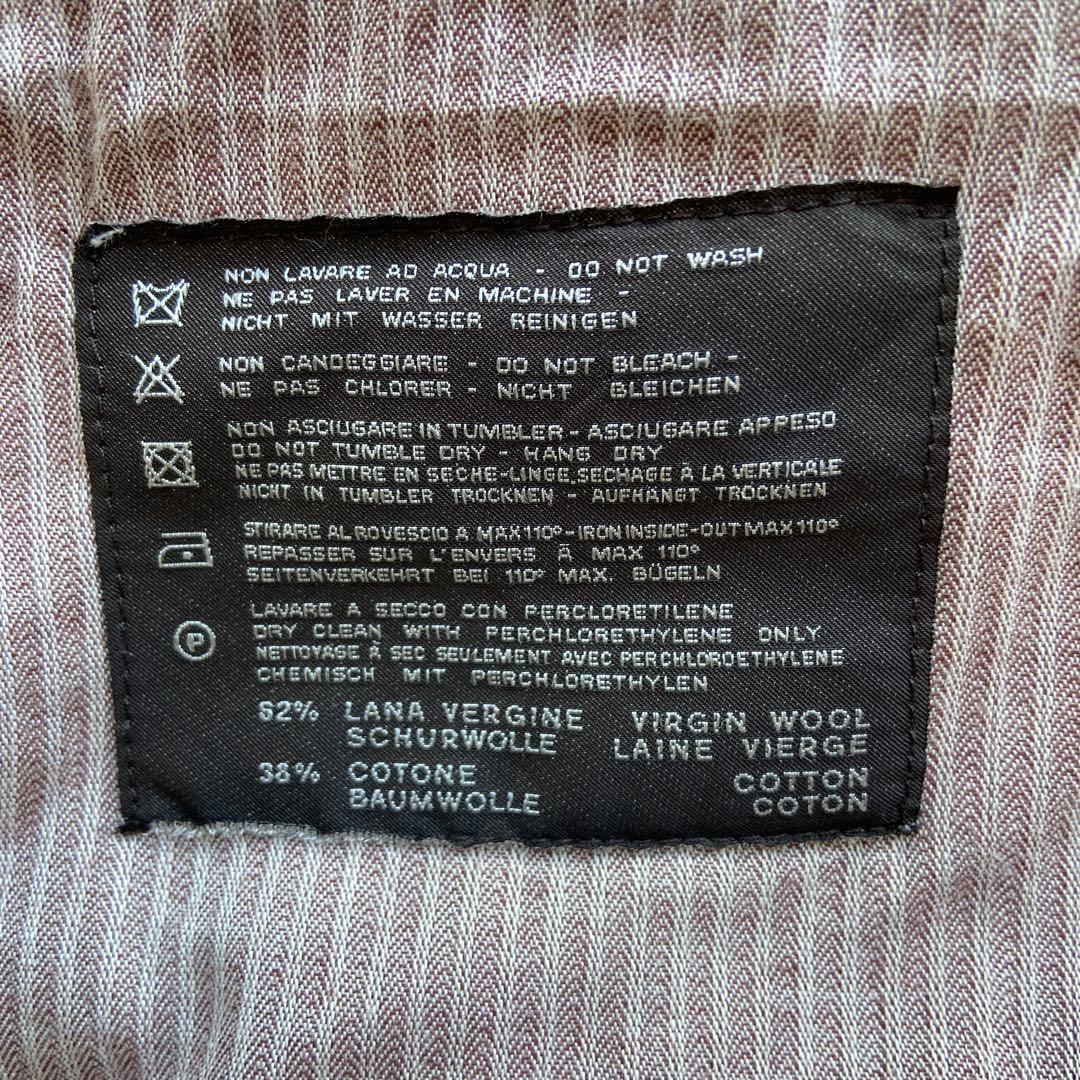 NON LAVARE AD ACQUA - DO NOT WASH
NE PAS LAVER EN MACHINE -
NICHT MIT WASSER REINIGEN
NON CANDEGGIARE - DO NOT BLEACH -
NE PAS CHLORER - NICHT BLEICHEN
NON ASCIUGARE IN TUMBLER - ASCIUGARE APPESO
DO NOT TUMBLE DRY - HANG DRY
NE PAS METTRE EN SECHE-LINGE.SECHAGE À LA VERTICALE
NICHT IN TUMBLER TROCKNEN - AUFHANGT TROCKNEN
STIRARE AL ROVESCIO A MAX 110° - IRON INSIDE-OUT MAX 110°
REPASSER SUR L'ENVERS À MAX 110°
SEITENVERKEHRT BEI 110° MAX. BÜGELN
LAVARE A SECCO CON PERCLORETILENE
P DRY CLEAN WITH PERCHLORETHYLENE ONLY
NETTOYAGE À SEC SEULEMENT AVEC PERCHLOROETHYLENE
CHEMISCH MIT PERCHLORETHYLEN
62% LANA VERGINE VIRGIN WOOL
SCHURWOLLE LAINE VIERGE
38% COTONE COTTON
BAUMWOLLE COTON